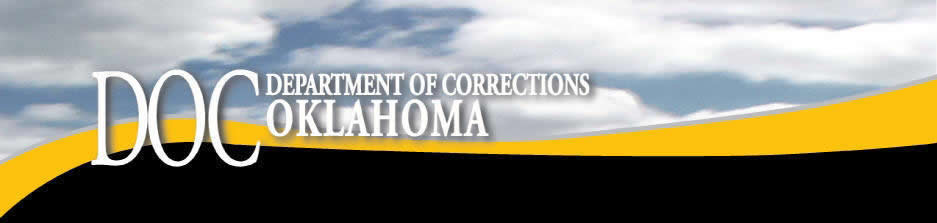 DOC
DEPARTMENT OF CORRECTIONS
OKLAHOMA